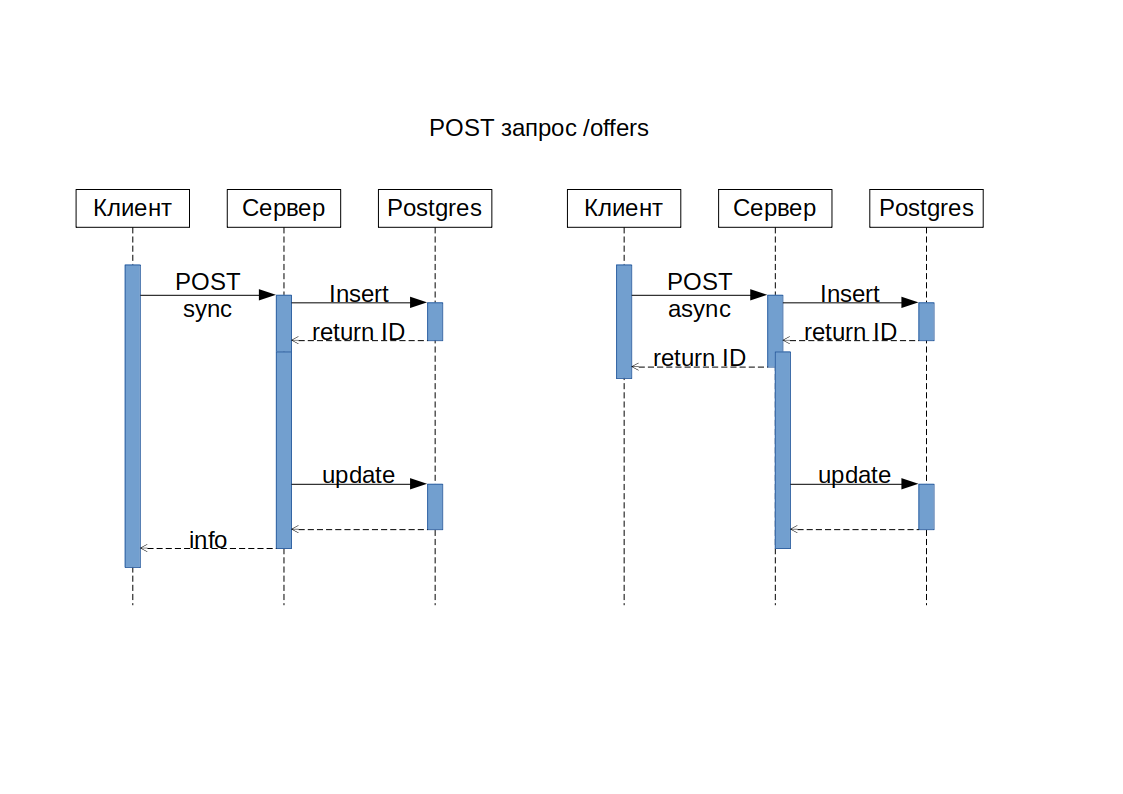 POST запрос /offers
Клиент
Сервер
Postgres
POST
sync
Insert
return ID
update
info
Клиент
Сервер
Postgres
POST
async
Insert
return ID
return ID
update